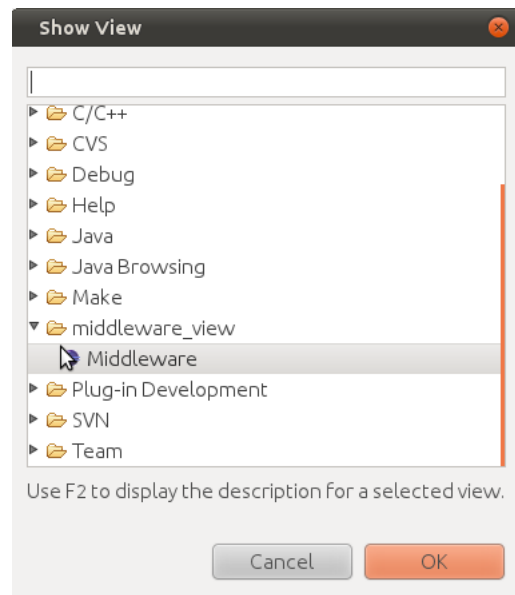 Show View
C/C++
CVS
Debug
Help
Java
Java Browsing
Make
middleware_view
Middleware
Plug-in Development
SVN
Team
Use F2 to display the description for a selected view.
Cancel OK